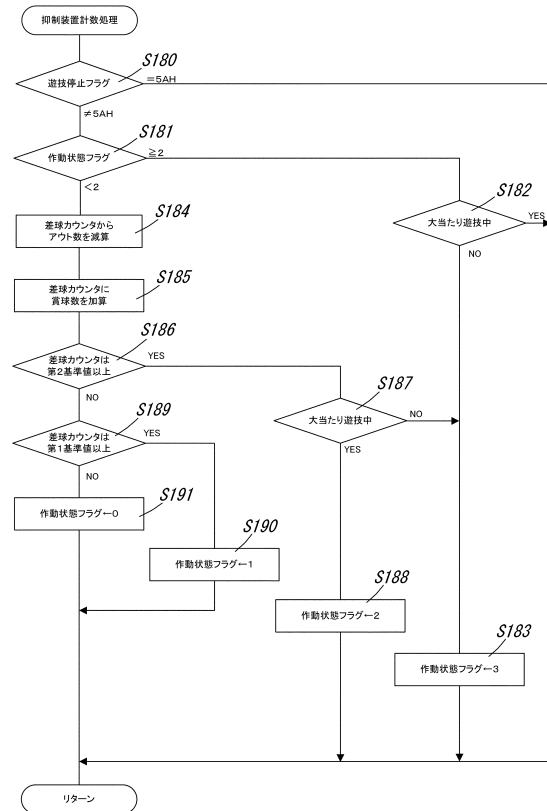 抑制装置計数処理
S180
遊技停止フラグ
=5AH
≠5AH
S181
作動状態フラグ
≧2
<2
S182
大当たり遊技中
YES
NO
S184
差球カウンタから
アウト数を減算
S185
差球カウンタに
賞球数を加算
S186
差球カウンタは
第2基準値以上
YES
NO
S187
大当たり遊技中
NO
YES
S189
差球カウンタは
第1基準値以上
YES
NO
S191
作動状態フラグ←0
S190
作動状態フラグ←1
S188
作動状態フラグ←2
S183
作動状態フラグ←3
リターン